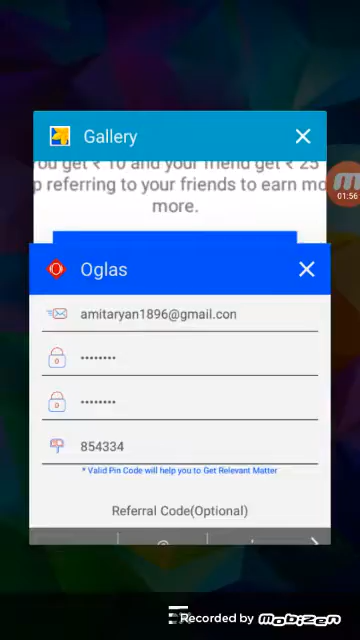 Gallery
You get ₹ 10 and your friend get ₹ 25
p referring to your friends to earn mo
more.
01:56
Oglas
amitaryan1896@gmail.con
••••••••
••••••••
854334
* Valid Pin Code will help you to Get Relevant Matter
Referral Code(Optional)
Recorded by Mobizen